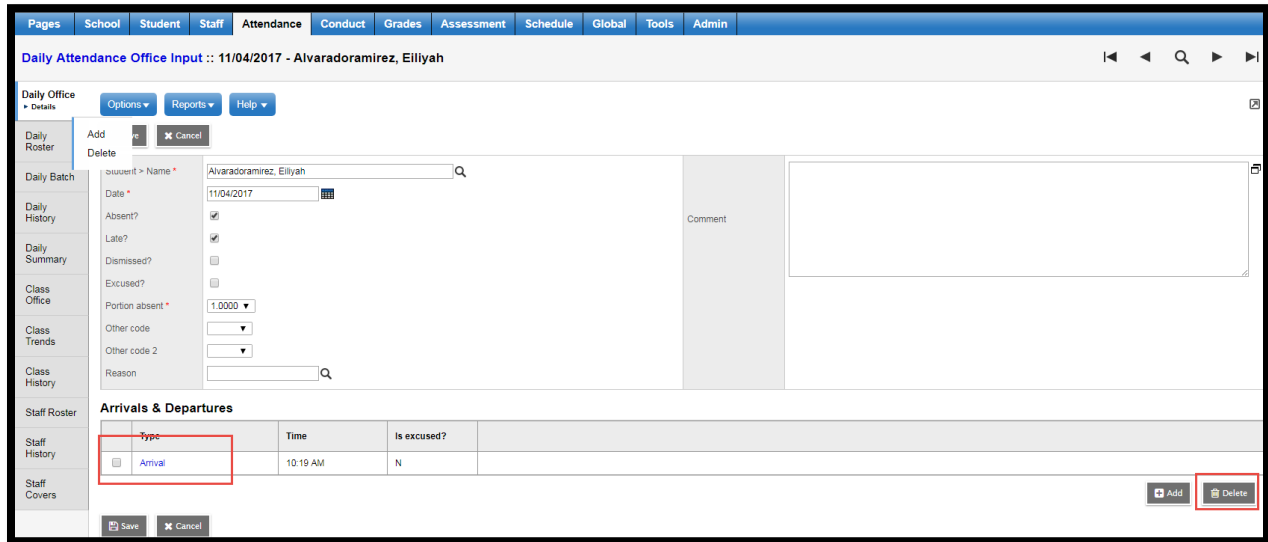 Pages School Student Staff Attendance Conduct Grades Assessment Schedule Global Tools Admin
Daily Attendance Office Input :: 11/04/2017 - Alvaradoramirez, Eiliyah
Daily Office
Details
Options Reports Help
Add
Delete
Cancel
Daily
Roster
Daily Batch
Daily
History
Daily
Summary
Class
Office
Class
Trends
Class
History
Staff Roster
Staff
History
Staff
Covers
Student > Name * Alvaradoramirez, Eiliyah
Date * 11/04/2017
Absent?
Late?
Dismissed?
Excused?
Portion absent * 1.0000
Other code
Other code 2
Reason
Comment
Arrivals & Departures
Type Time Is excused?
Arrival 10:19 AM N
Add Delete
Save Cancel